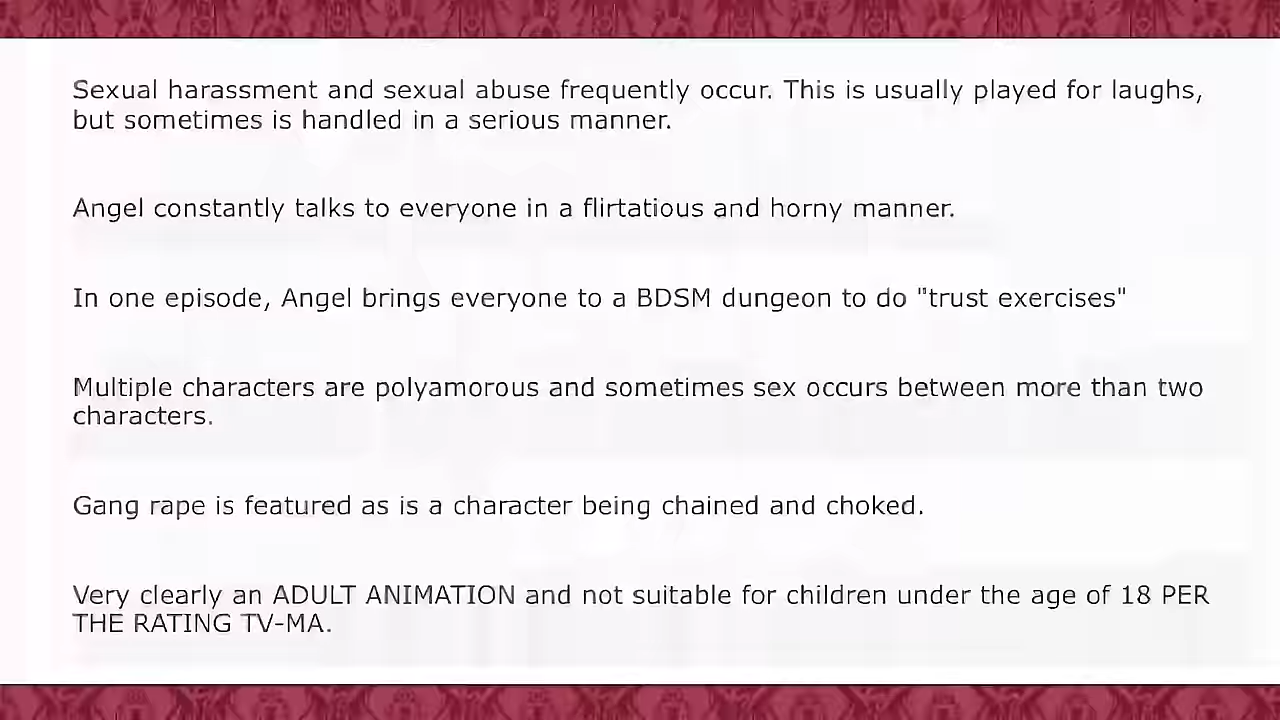 Sexual harassment and sexual abuse frequently occur. This is usually played for laughs,
but sometimes is handled in a serious manner.
Angel constantly talks to everyone in a flirtatious and horny manner.
In one episode, Angel brings everyone to a BDSM dungeon to do "trust exercises"
Multiple characters are polyamorous and sometimes sex occurs between more than two
characters.
Gang rape is featured as is a character being chained and choked.
Very clearly an ADULT ANIMATION and not suitable for children under the age of 18 PER
THE RATING TV-MA.